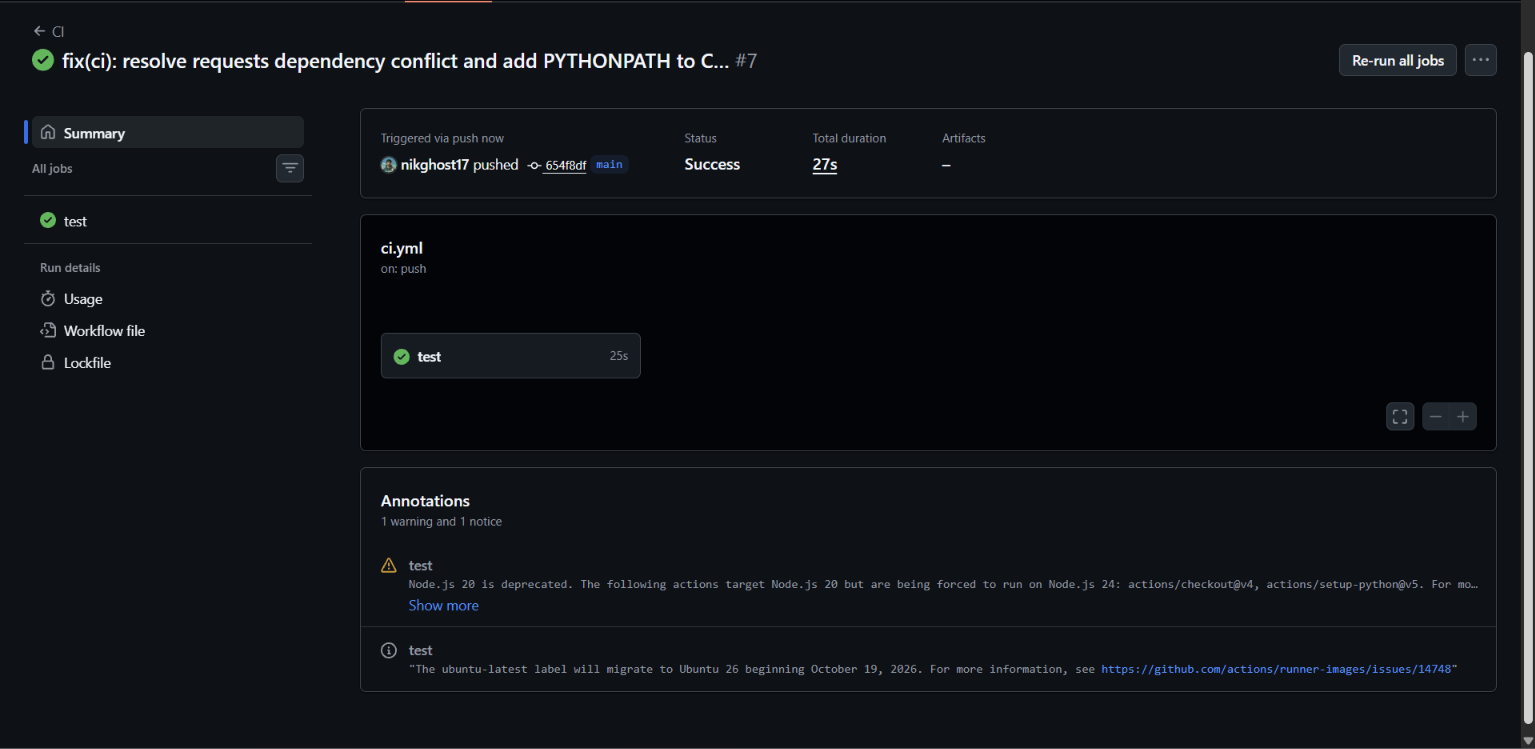 CI
fix(ci): resolve requests dependency conflict and add PYTHONPATH to C... #7
Re-run all jobs
Summary
All jobs
test
Run details
Usage
Workflow file
Lockfile
Triggered via push now
nikghost17 pushed 654f8df main
Status
Success
Total duration
27s
Artifacts
–
ci.yml
on: push
test 25s
Annotations
1 warning and 1 notice
test
Node.js 20 is deprecated. The following actions target Node.js 20 but are being forced to run on Node.js 24: actions/checkout@v4, actions/setup-python@v5. For mo…
Show more
test
"The ubuntu-latest label will migrate to Ubuntu 26 beginning October 19, 2026. For more information, see https://github.com/actions/runner-images/issues/14748"